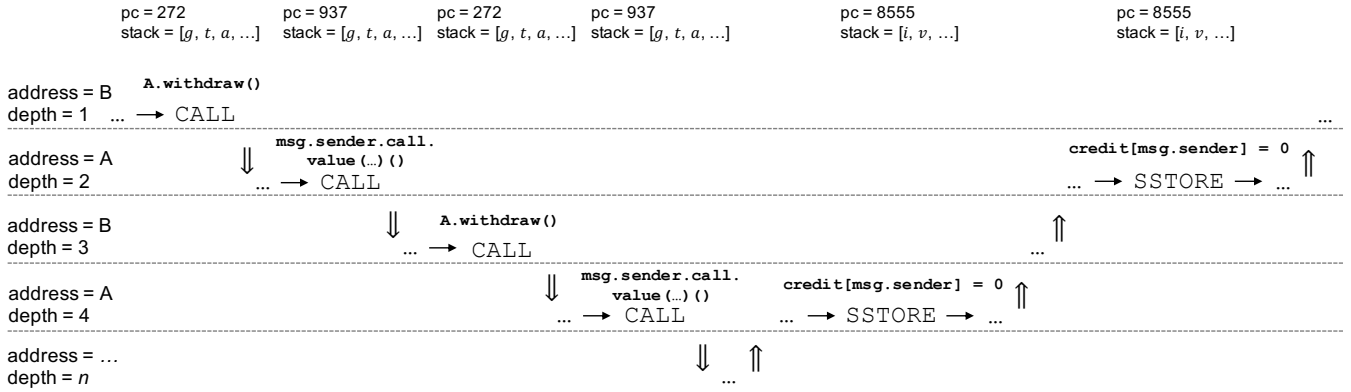 pc = 272 pc = 937 pc = 272 pc = 937 pc = 8555 pc = 8555
stack = [g, t, a, …] stack = [g, t, a, …] stack = [g, t, a, …] stack = [g, t, a, …] stack = [i, v, …] stack = [i, v, …]
A.withdraw()
address = B
depth = 1 … → CALL …
msg.sender.call.
value(…)() credit[msg.sender] = 0
address = A ⇓ ⇑
depth = 2 … → CALL … → SSTORE → …
address = B ⇓ A.withdraw() ⇑
depth = 3 … → CALL …
msg.sender.call.
address = A ⇓ value(…)() credit[msg.sender] = 0 ⇑
depth = 4 … → CALL … → SSTORE → …
address = … ⇓ ⇑
depth = n …